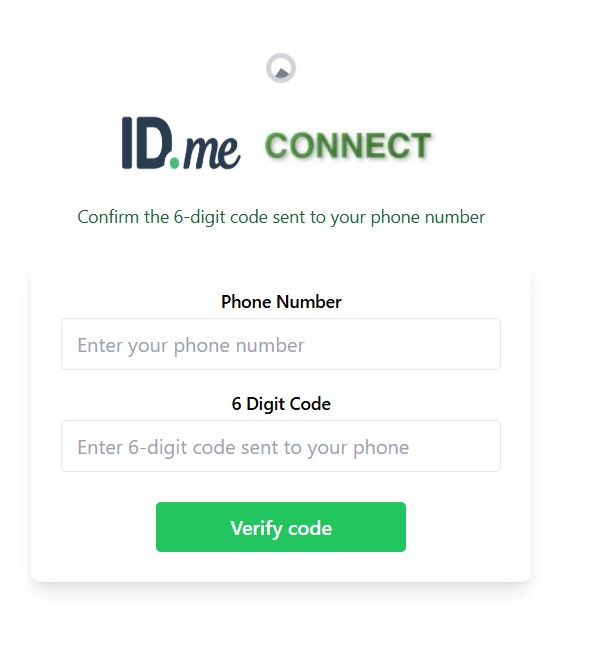 ID.me CONNECT
Confirm the 6-digit code sent to your phone number
Phone Number
Enter your phone number
6 Digit Code
Enter 6-digit code sent to your phone
Verify code